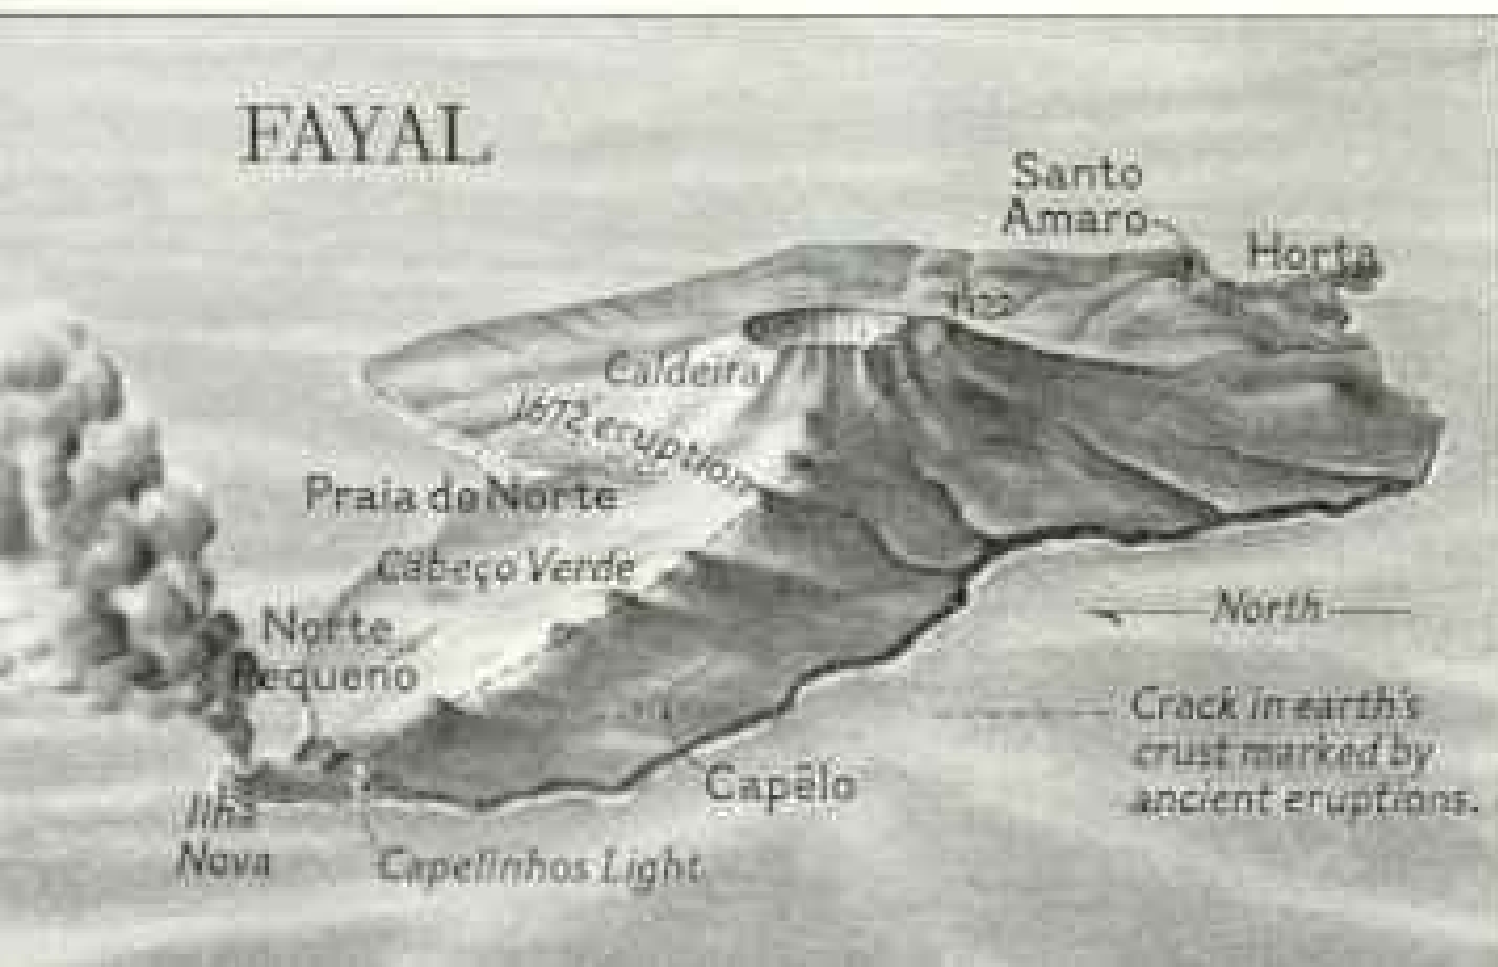 FAYAL
Santo
Amaro
Horta
Caldeira
1672 eruption
Praia do Norte
Cabeço Verde
Norte
Pequeno
North
Crack in earth's
crust marked by
ancient eruptions.
Capêlo
Ilha
Nova
Capelinhos Light